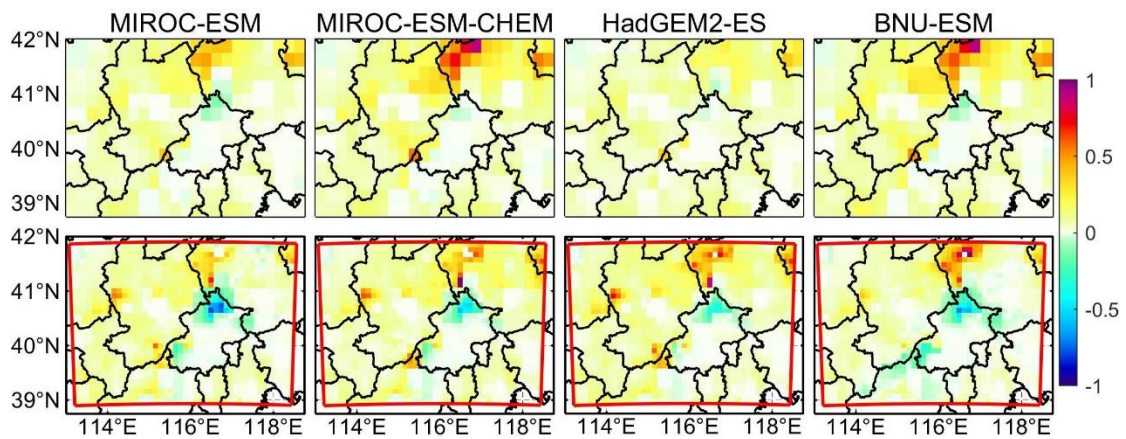 MIROC-ESM MIROC-ESM-CHEM HadGEM2-ES BNU-ESM
42°N
41°N
40°N
39°N
42°N
41°N
40°N
39°N
114°E 116°E 118°E 114°E 116°E 118°E 114°E 116°E 118°E 114°E 116°E 118°E
1
0.5
0
-0.5
-1